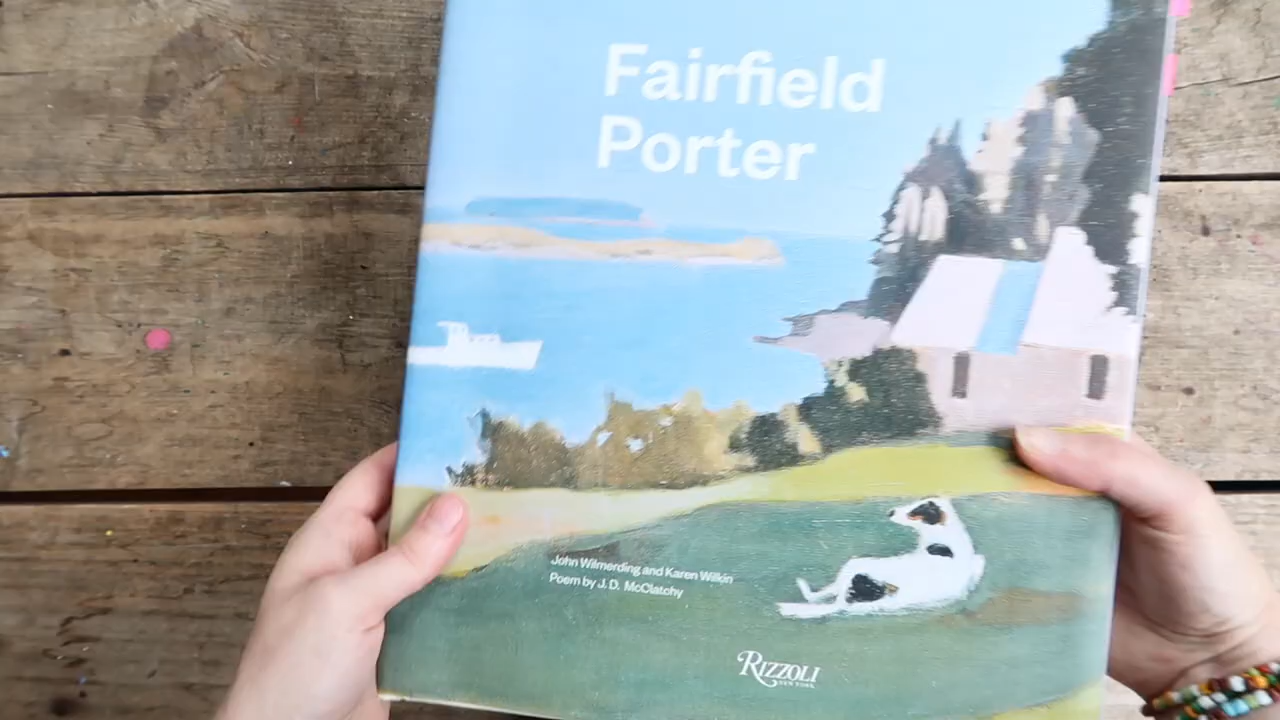 Fairfield
Porter
John Wilmerding and Karen Wilkin
Poem by J. D. McClatchy
RIZZOLI
NEW YORK